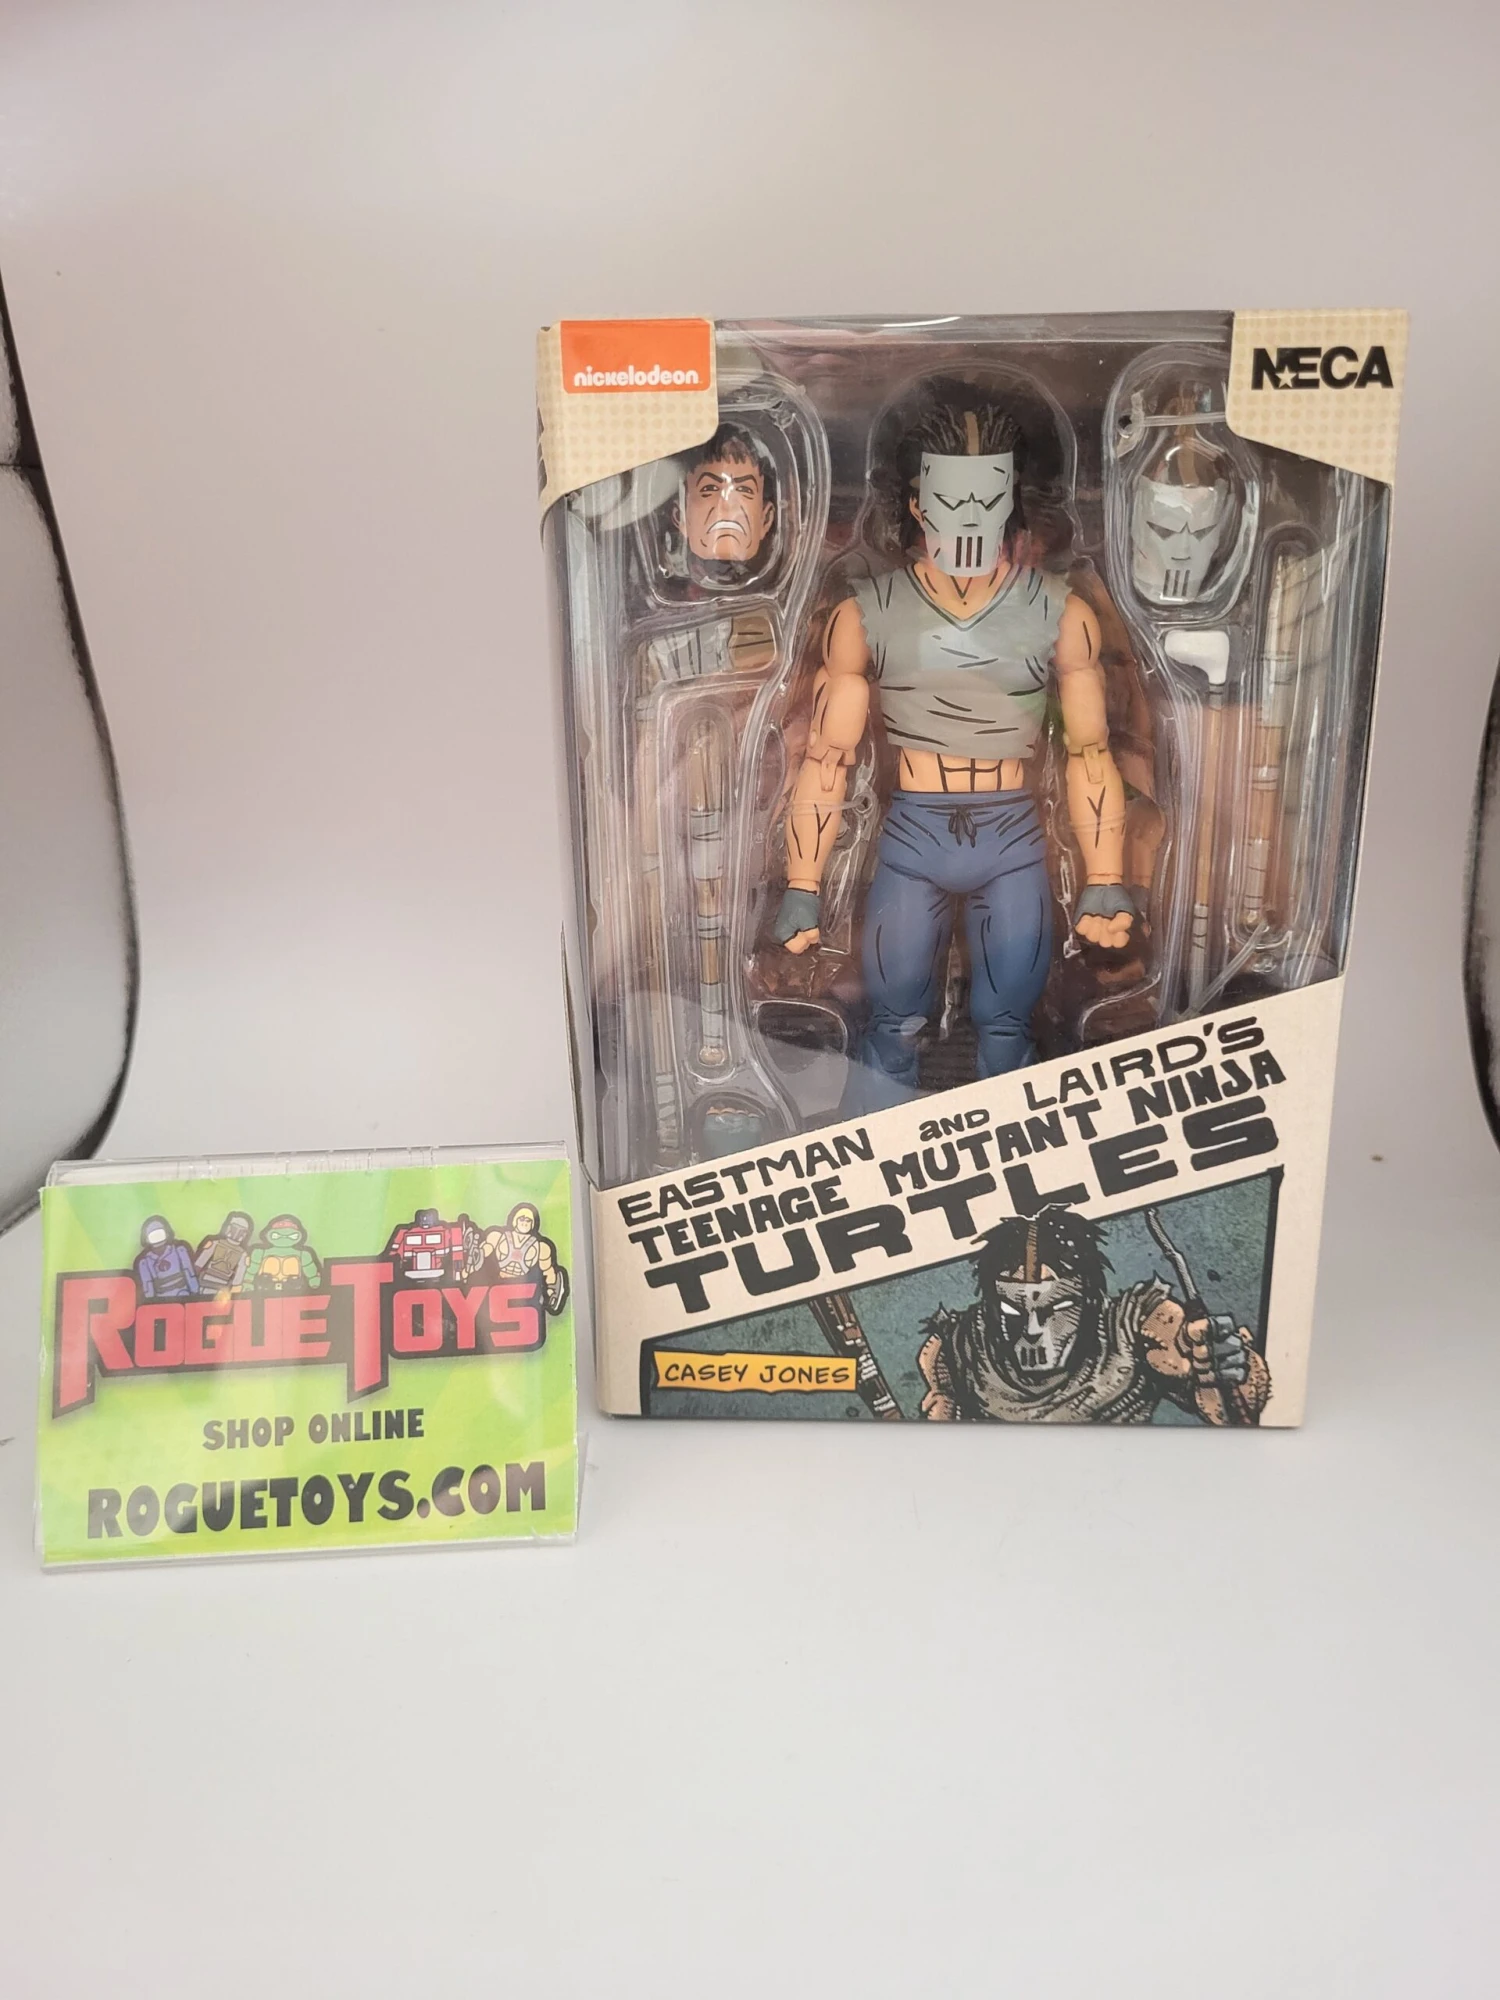 nickelodeon
NECA
EASTMAN AND LAIRD'S
TEENAGE MUTANT NINJA
TURTLES
CASEY JONES
ROGUE TOYS
SHOP ONLINE
ROGUETOYS.COM